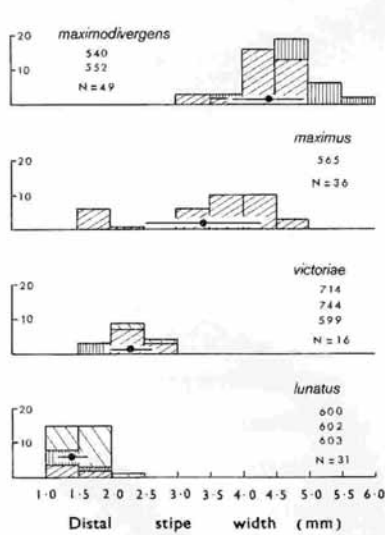 20
maximodivergens
540
352
10
N = 49
20
maximus
565
10
N = 36
victoriae
20
714
744
10
599
N = 16
lunatus
20
600
602
10
603
N = 31
1·0 1·5 2·0 2·5 3·0 3·5 4·0 4·5 5·0 5·5 6·0
Distal stipe width (mm)